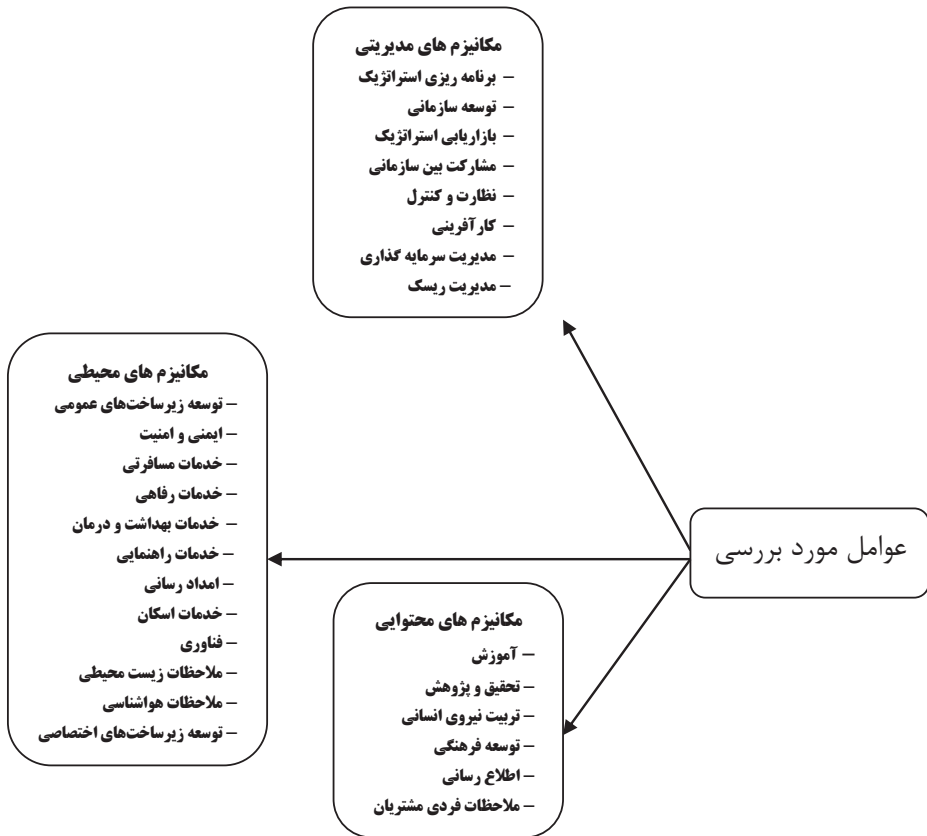 مکانیزم های مدیریتی
– برنامه ریزی استراتژیک
– توسعه سازمانی
– بازاریابی استراتژیک
– مشارکت بین سازمانی
– نظارت و کنترل
– کارآفرینی
– مدیریت سرمایه گذاری
– مدیریت ریسک
عوامل مورد بررسی
مکانیزم های محیطی
– توسعه زیرساخت‌های عمومی
– ایمنی و امنیت
– خدمات مسافرتی
– خدمات رفاهی
– خدمات بهداشت و درمان
– خدمات راهنمایی
– امداد رسانی
– خدمات اسکان
– فناوری
– ملاحظات زیست محیطی
– ملاحظات هواشناسی
– توسعه زیرساخت‌های اختصاصی
مکانیزم های محتوایی
– آموزش
– تحقیق و پژوهش
– تربیت نیروی انسانی
– توسعه فرهنگی
– اطلاع رسانی
– ملاحظات فردی مشتریان